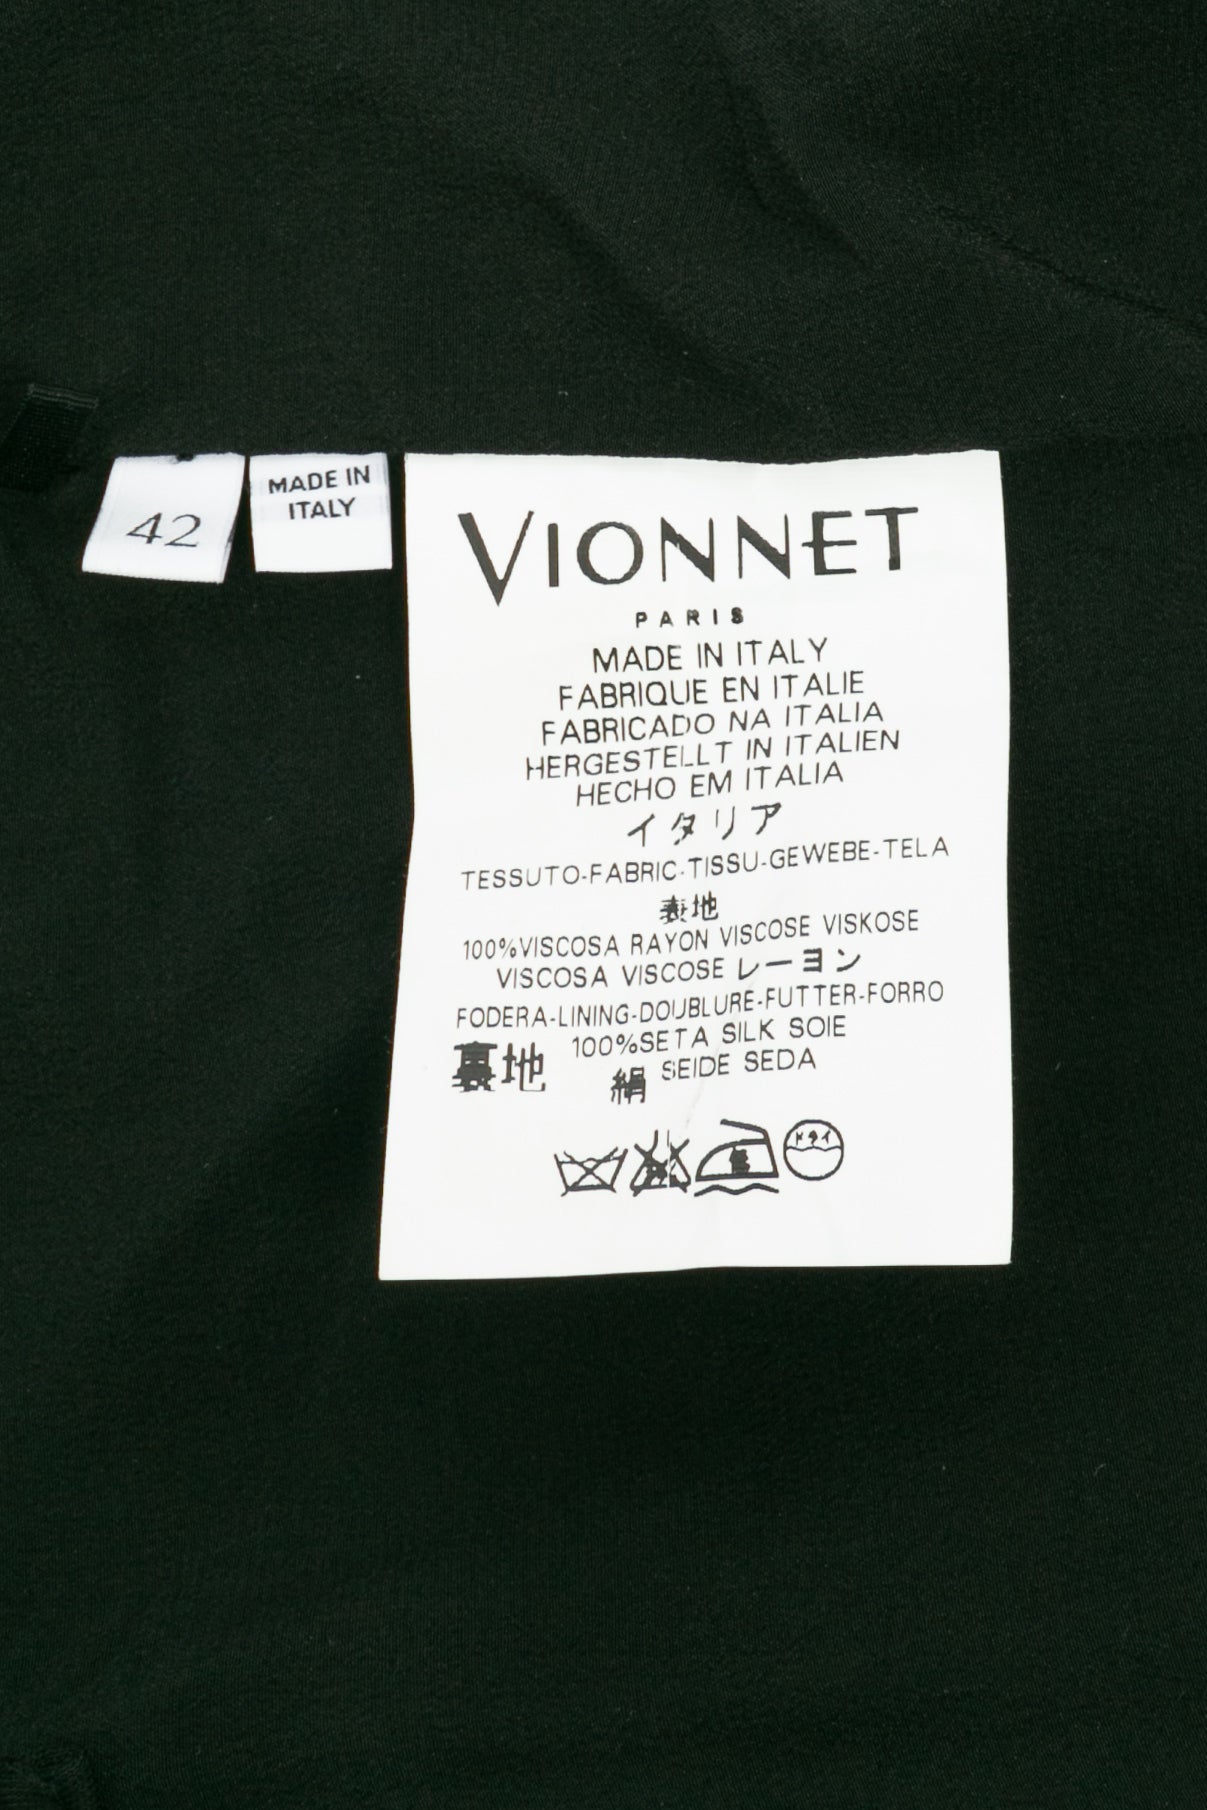 42
MADE IN
ITALY
VIONNET
PARIS
MADE IN ITALY
FABRIQUE EN ITALIE
FABRICADO NA ITALIA
HERGESTELLT IN ITALIEN
HECHO EM ITALIA
イタリア
TESSUTO-FABRIC-TISSU-GEWEBE-TELA
表地
100%VISCOSA RAYON VISCOSE VISKOSE
VISCOSA VISCOSE レーヨン
FODERA-LINING-DOUBLURE-FUTTER-FORRO
裏地 100%SETA SILK SOIE
絹 SEIDE SEDA
ドライ